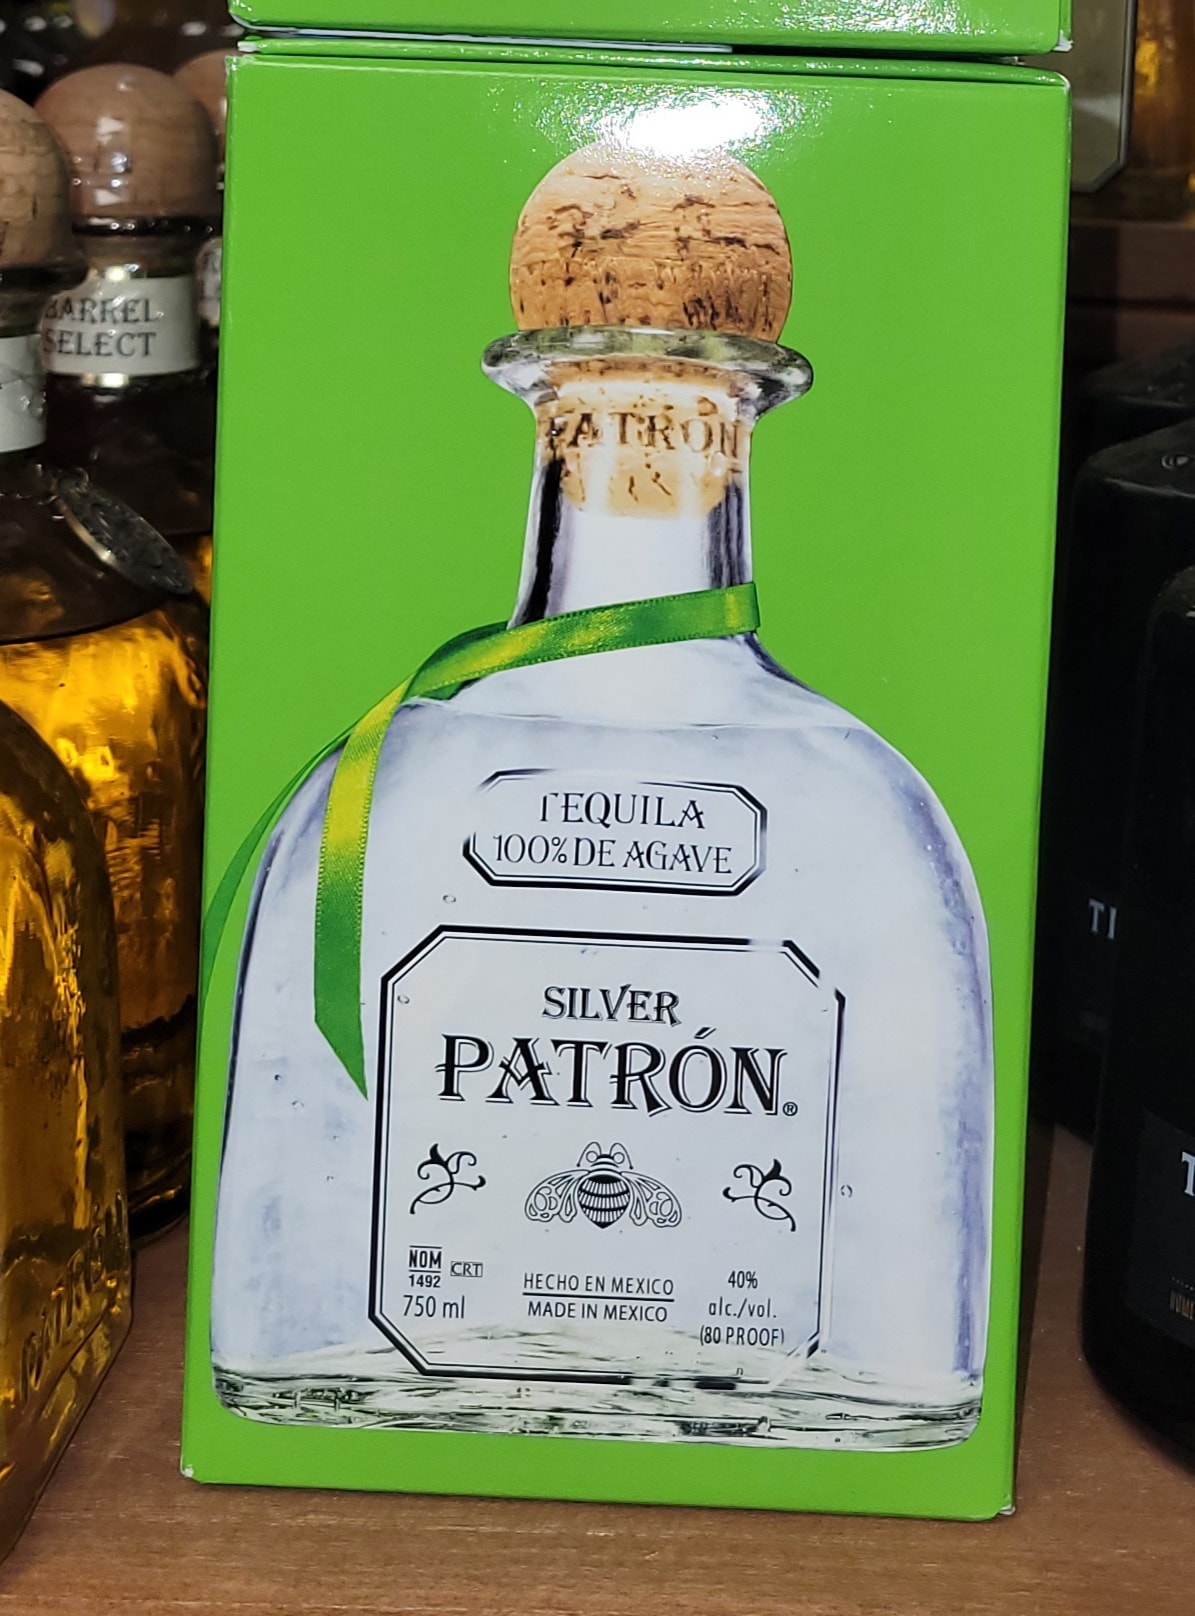 BARREL
SELECT
PATRÓN
TEQUILA
100% DE AGAVE
SILVER
PATRÓN®
NOM
1492
CRT
750 ml
HECHO EN MEXICO
MADE IN MEXICO
40%
alc./vol.
(80 PROOF)